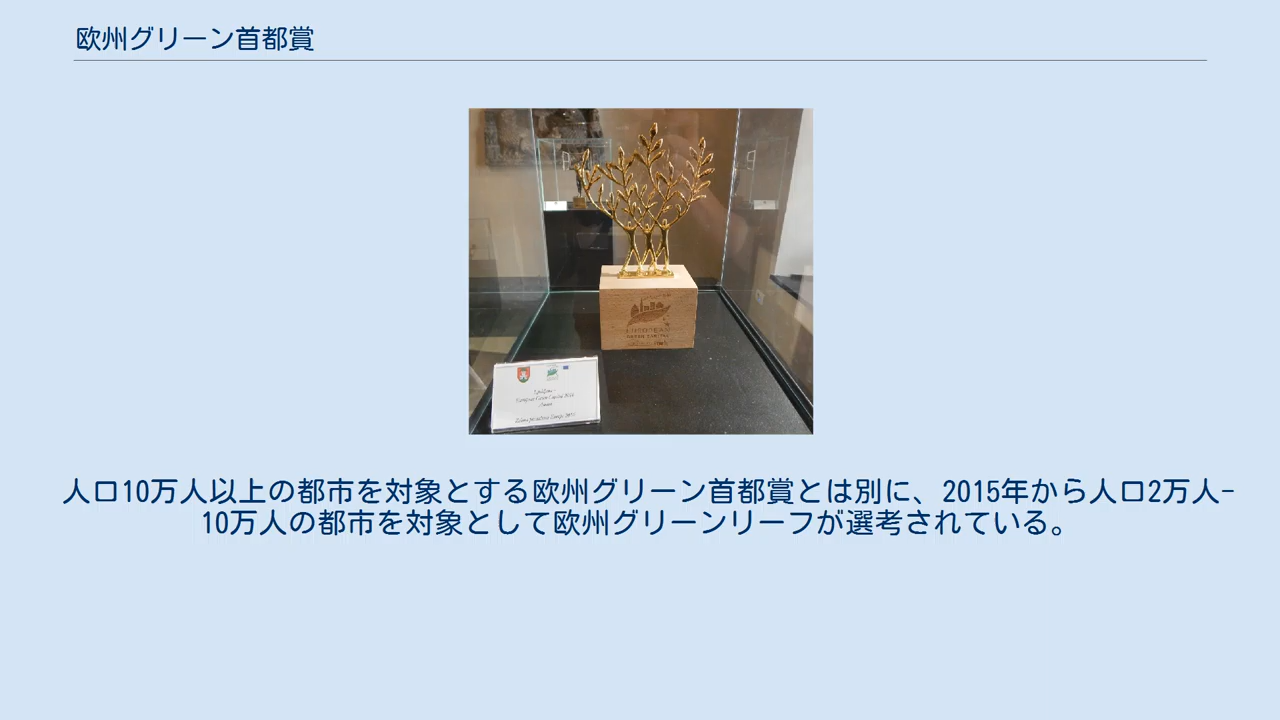 欧州グリーン首都賞
EUROPEAN
GREEN CAPITAL
人口10万人以上の都市を対象とする欧州グリーン首都賞とは別に、2015年から人口2万人-
10万人の都市を対象として欧州グリーンリーフが選考されている。